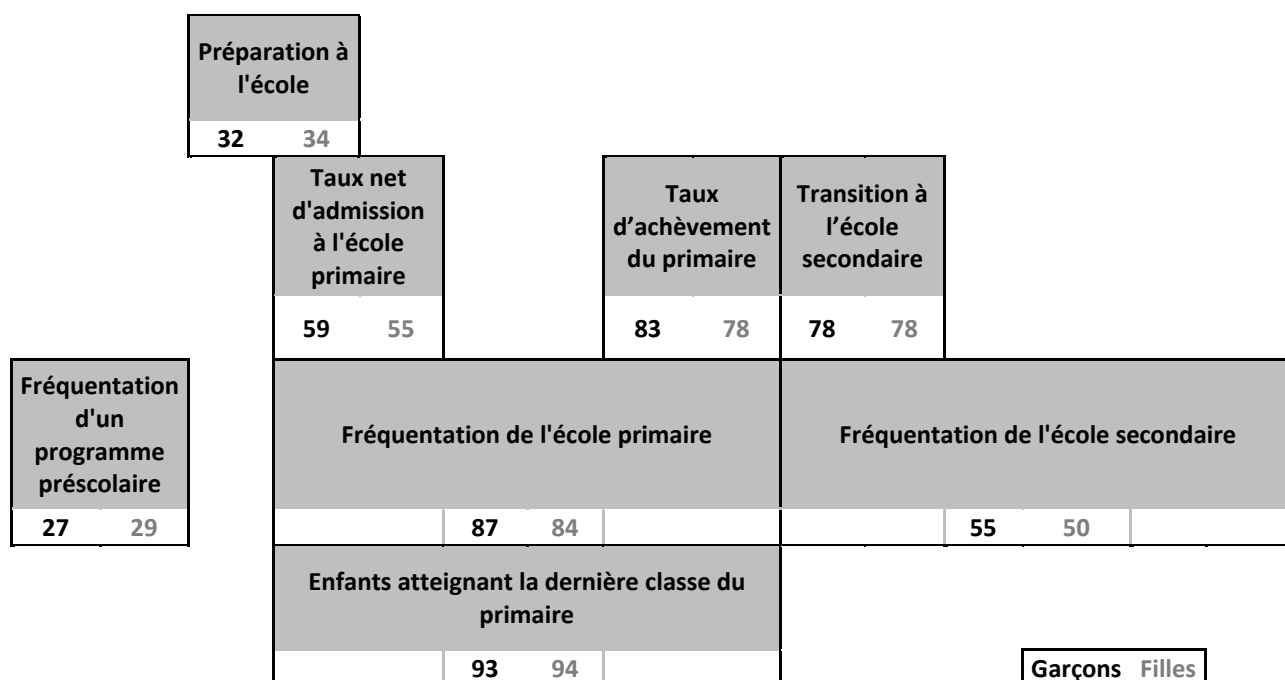 Préparation à
l'école
32 34
Taux net
d'admission
à l'école
primaire
59 55
Taux
d’achèvement
du primaire
83 78
Transition à
l’école
secondaire
78 78
Fréquentation
d'un
programme
préscolaire
27 29
Fréquentation de l'école primaire
87 84
Fréquentation de l'école secondaire
55 50
Enfants atteignant la dernière classe du
primaire
93 94
Garçons Filles